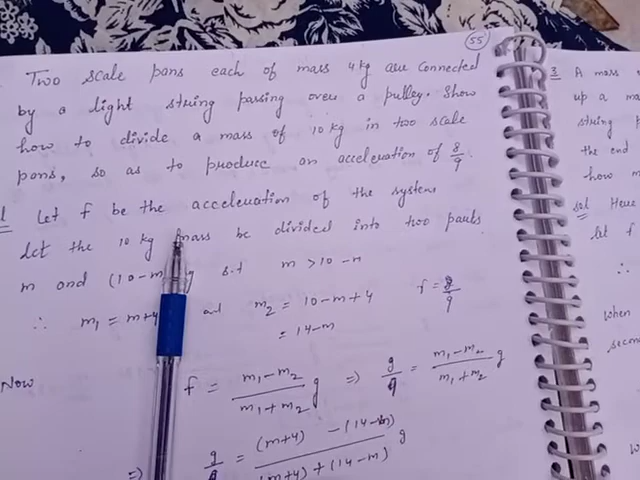 55
Two scale pans each of mass 4 kg are connected
by a light string passing over a pulley. Show
how to divide a mass of 10 kg in two scale
pans, so as to produce an acceleration of g/9.
Let f be the acceleration of the system
Let the 10 kg mass be divided into two parts
m and (10-m) s.t m > 10-m
∴ m₁ = m+4 and m₂ = 10-m+4 f = g/9
= 14-m
Now f = (m₁-m₂)/(m₁+m₂) g ⇒ g/9 = (m₁-m₂)/(m₁+m₂) g
⇒ g/9 = ((m+4) - (14-m))/((m+4) + (14-m)) g
3 A mass
up a ma
string p
the end
how m
sol Here
let f
∴
when
secon